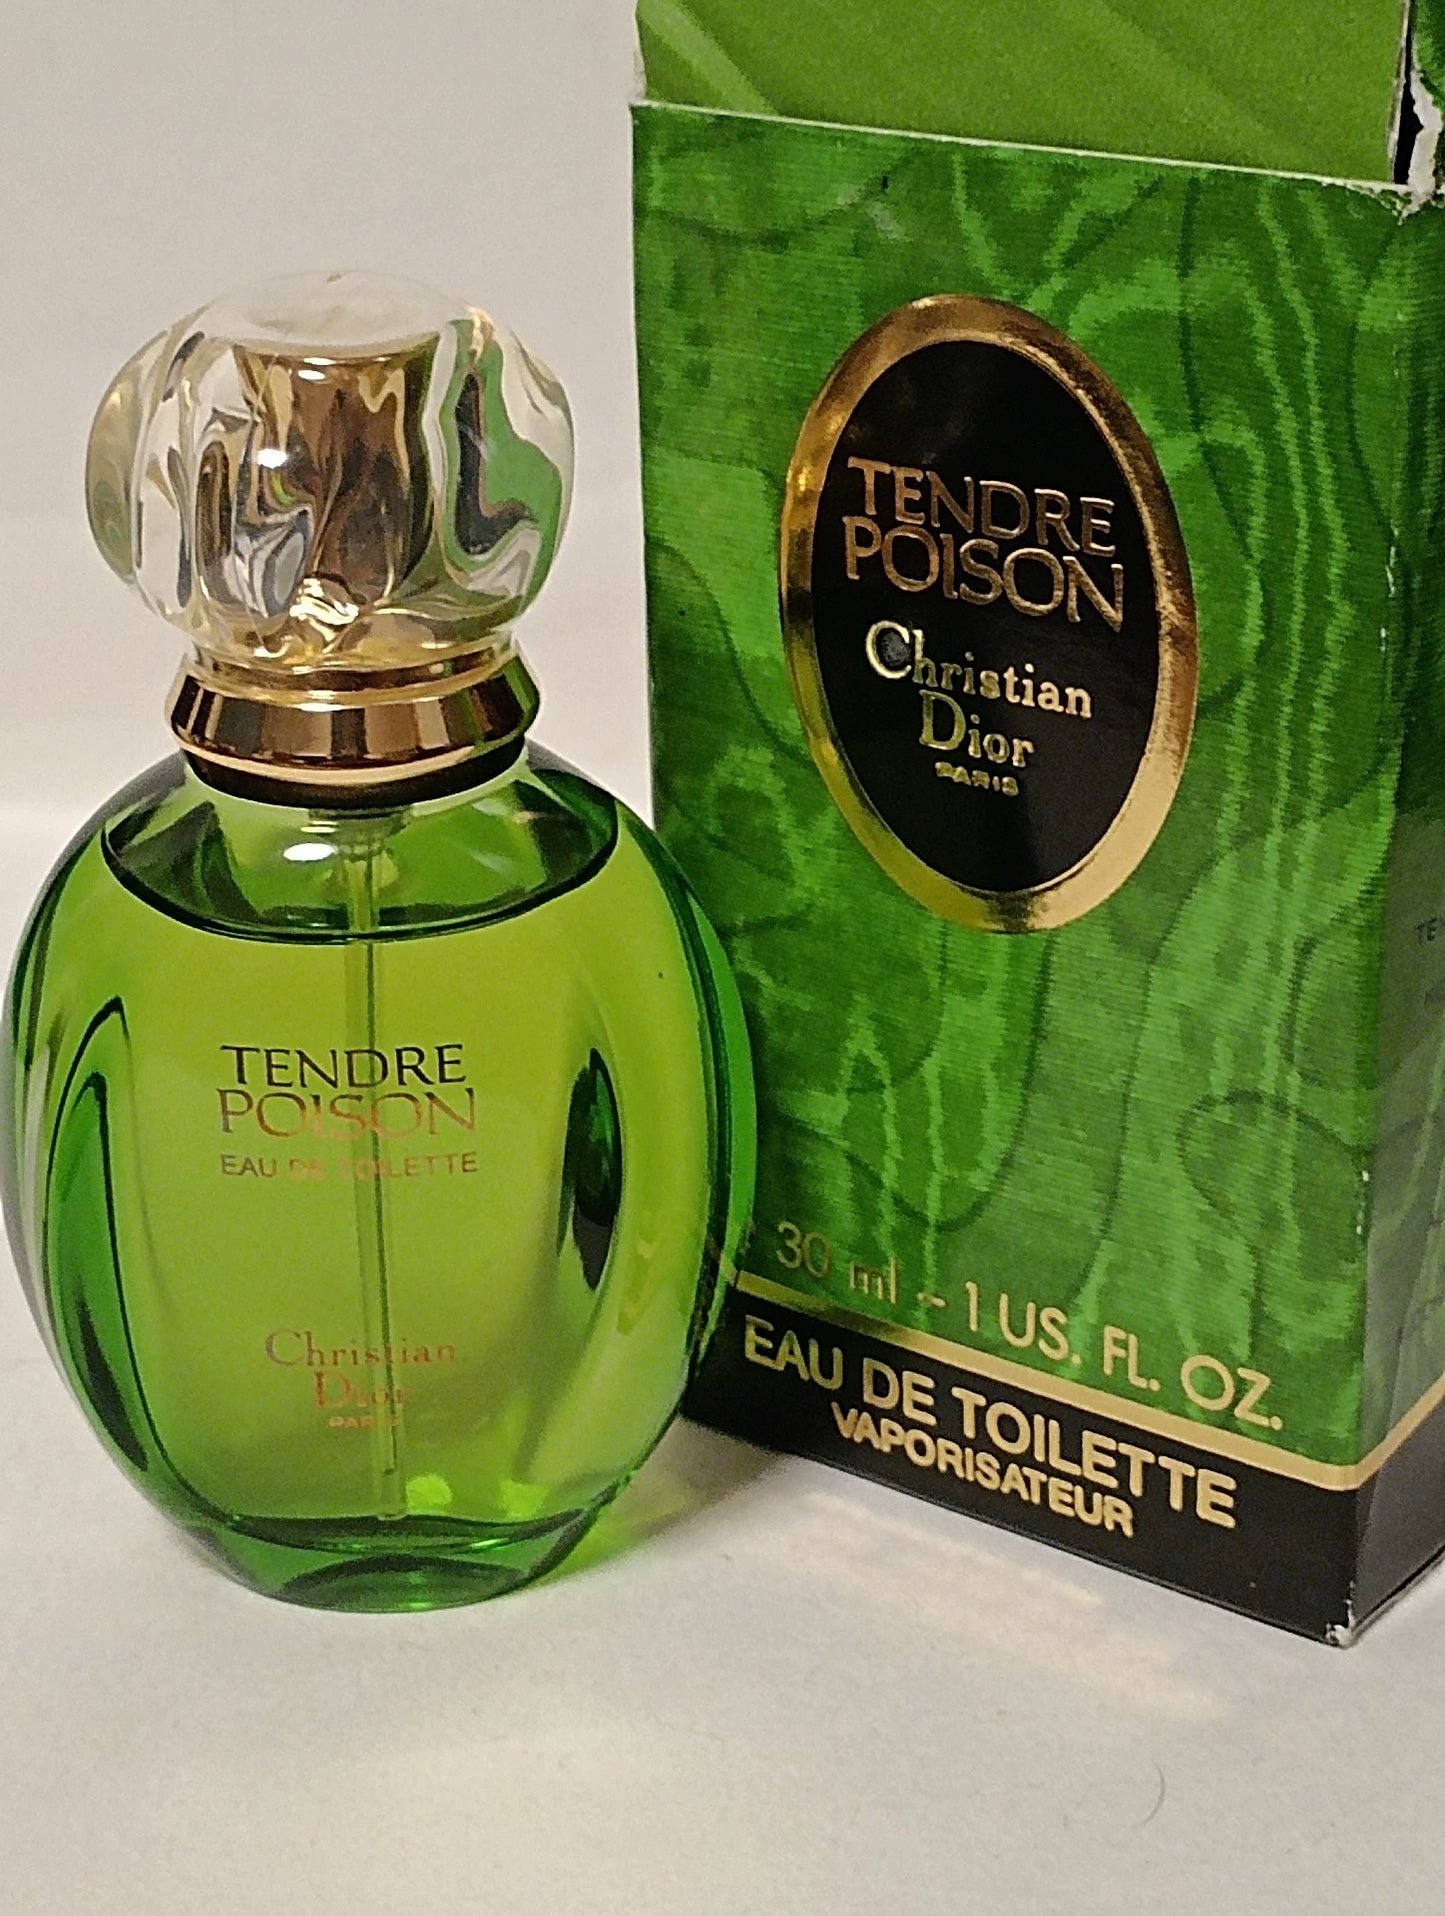 TENDRE
POISON
EAU DE TOILETTE
Christian
Dior
PARIS
TENDRE
POISON
Christian
Dior
PARIS
30 ml – 1 US. FL. OZ.
EAU DE TOILETTE
VAPORISATEUR